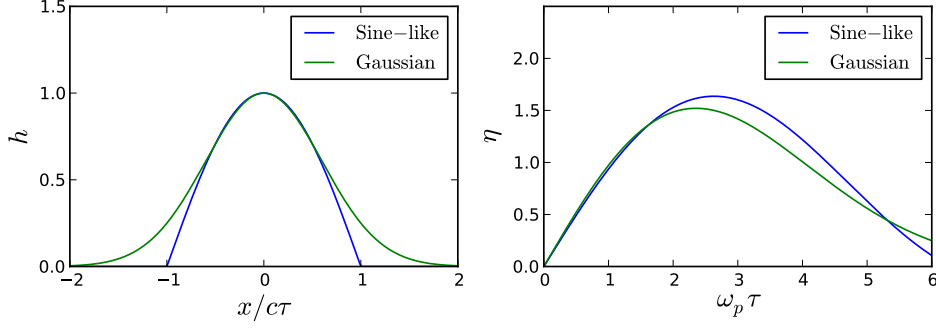 1.5
1.0
0.5
0.0
h
Sine−like
Gaussian
−2 −1 0 1 2
x/cτ
2.0
1.5
1.0
0.5
0.0
η
Sine−like
Gaussian
0 1 2 3 4 5 6
ω_p τ